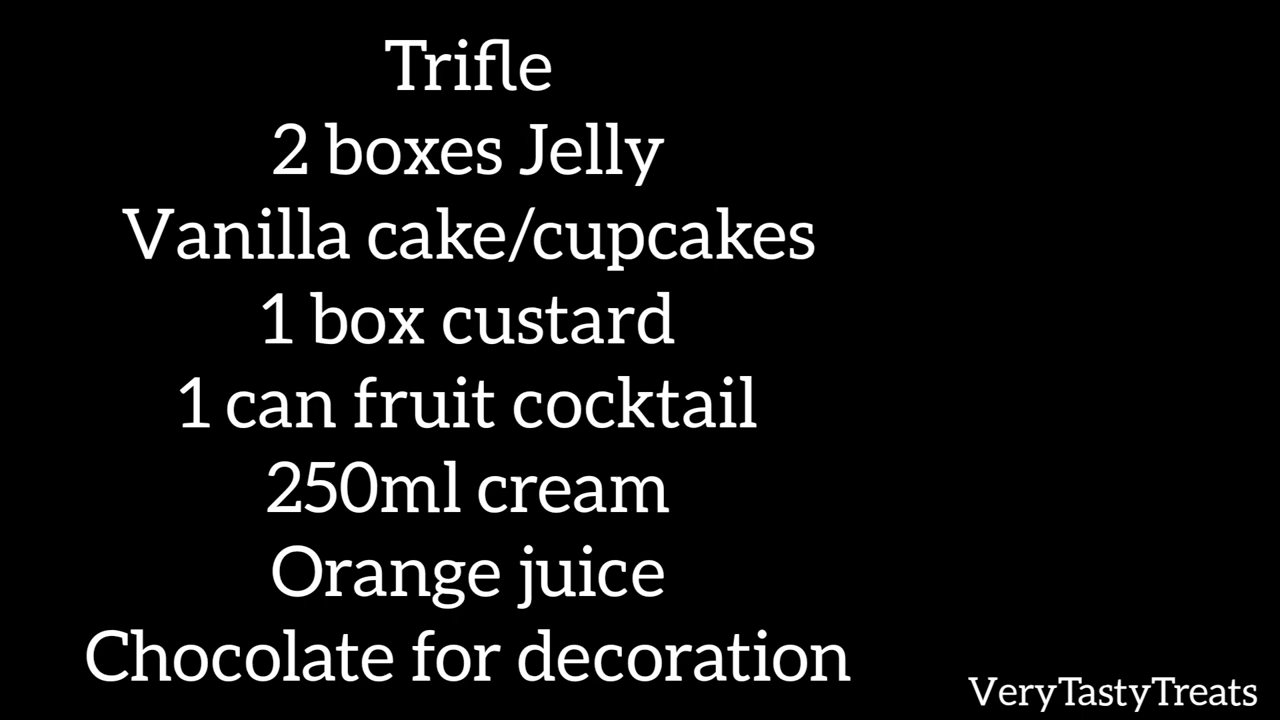 Trifle
2 boxes Jelly
Vanilla cake/cupcakes
1 box custard
1 can fruit cocktail
250ml cream
Orange juice
Chocolate for decoration
VeryTastyTreats